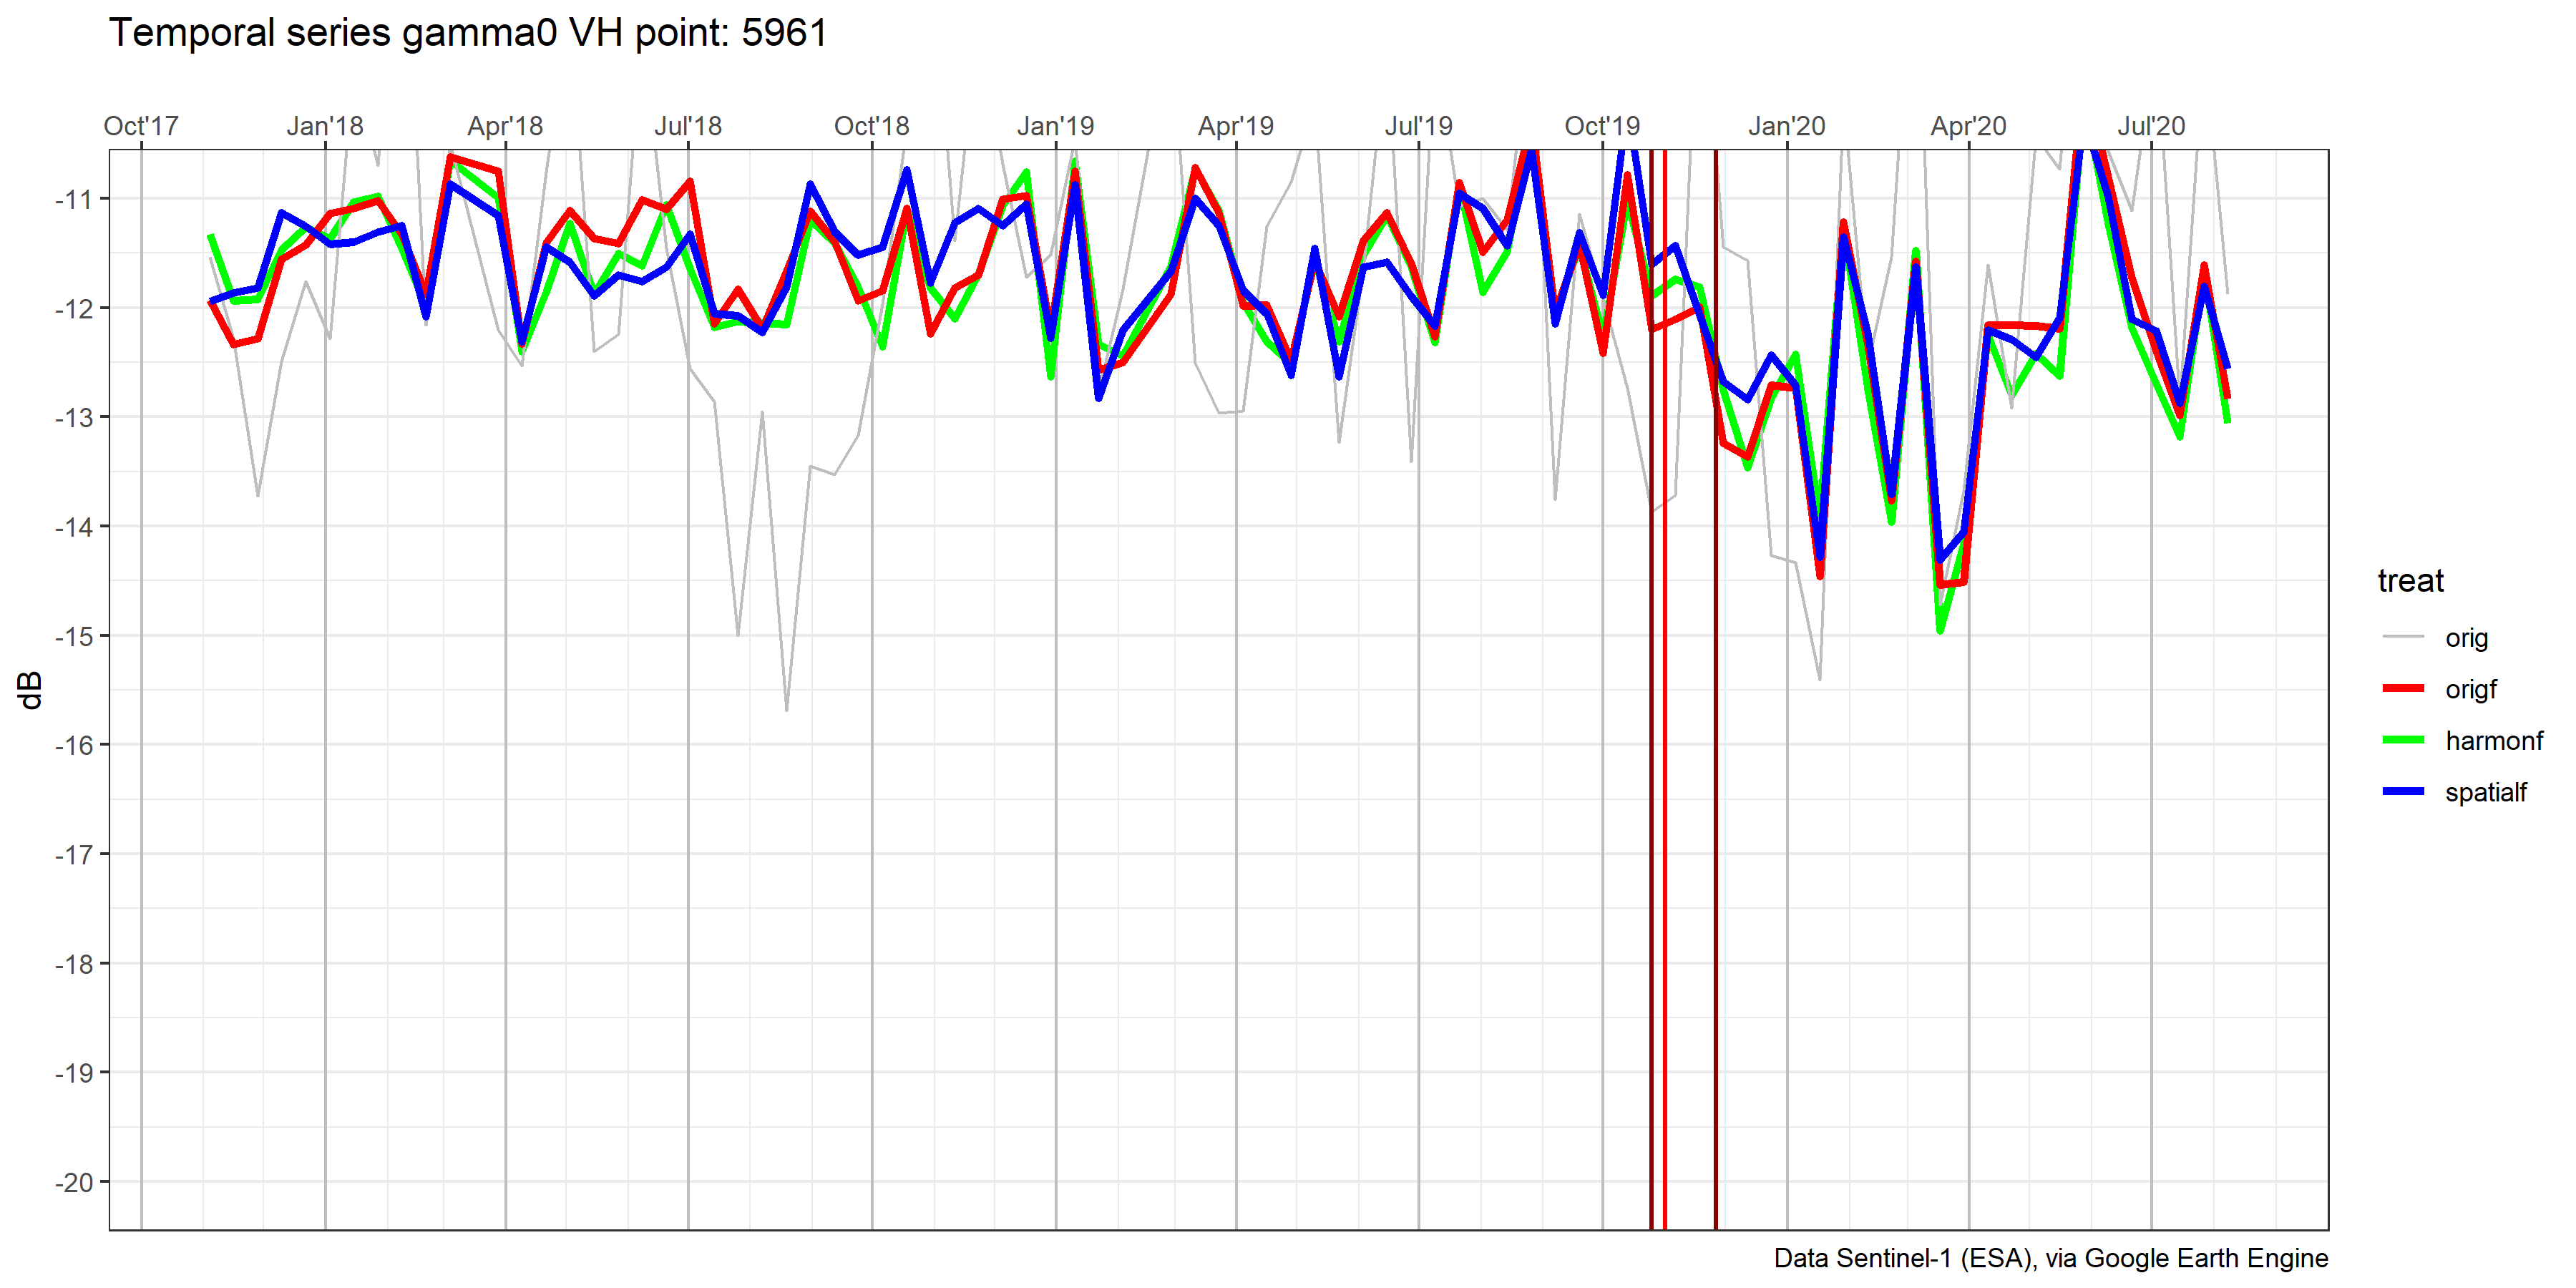 Temporal series gamma0 VH point: 5961
Oct'17 Jan'18 Apr'18 Jul'18 Oct'18 Jan'19 Apr'19 Jul'19 Oct'19 Jan'20 Apr'20 Jul'20
-11
-12
-13
-14
-15
-16
-17
-18
-19
-20
dB
treat
orig
origf
harmonf
spatialf
Data Sentinel-1 (ESA), via Google Earth Engine